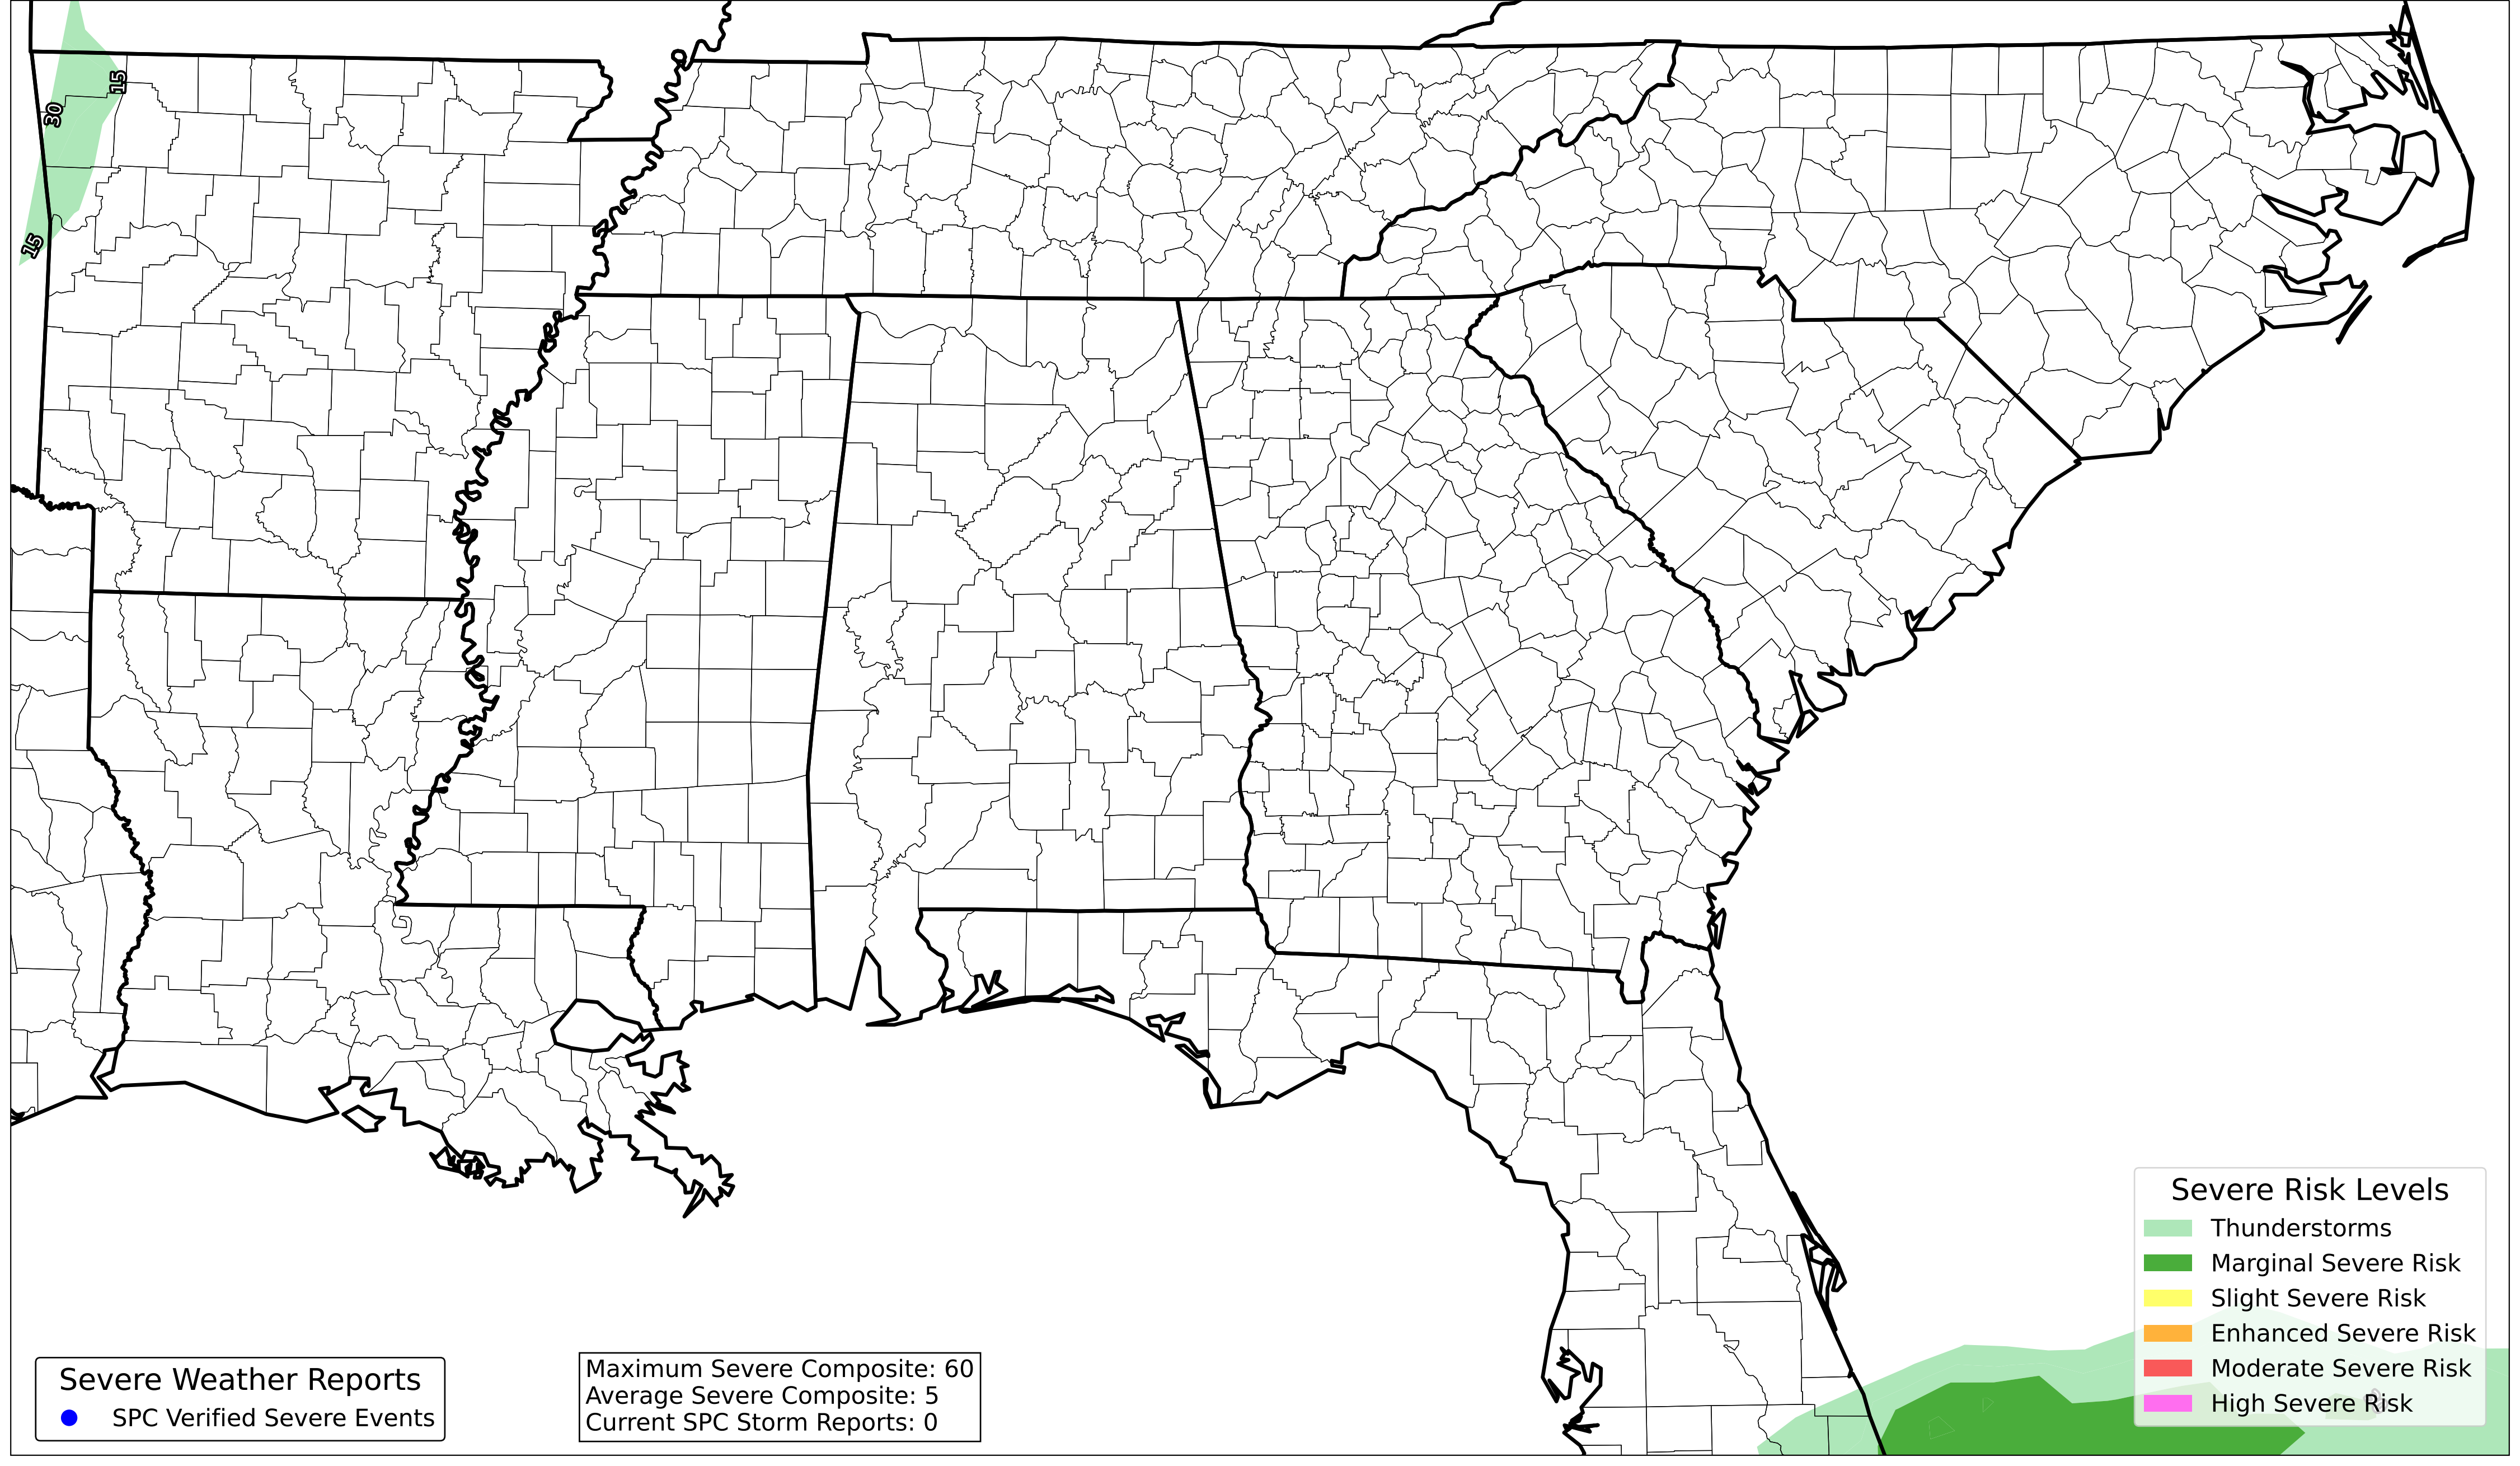 15
30
15
Severe Risk Levels
Thunderstorms
Marginal Severe Risk
Slight Severe Risk
Enhanced Severe Risk
Moderate Severe Risk
High Severe Risk
Severe Weather Reports
SPC Verified Severe Events
Maximum Severe Composite: 60
Average Severe Composite: 5
Current SPC Storm Reports: 0